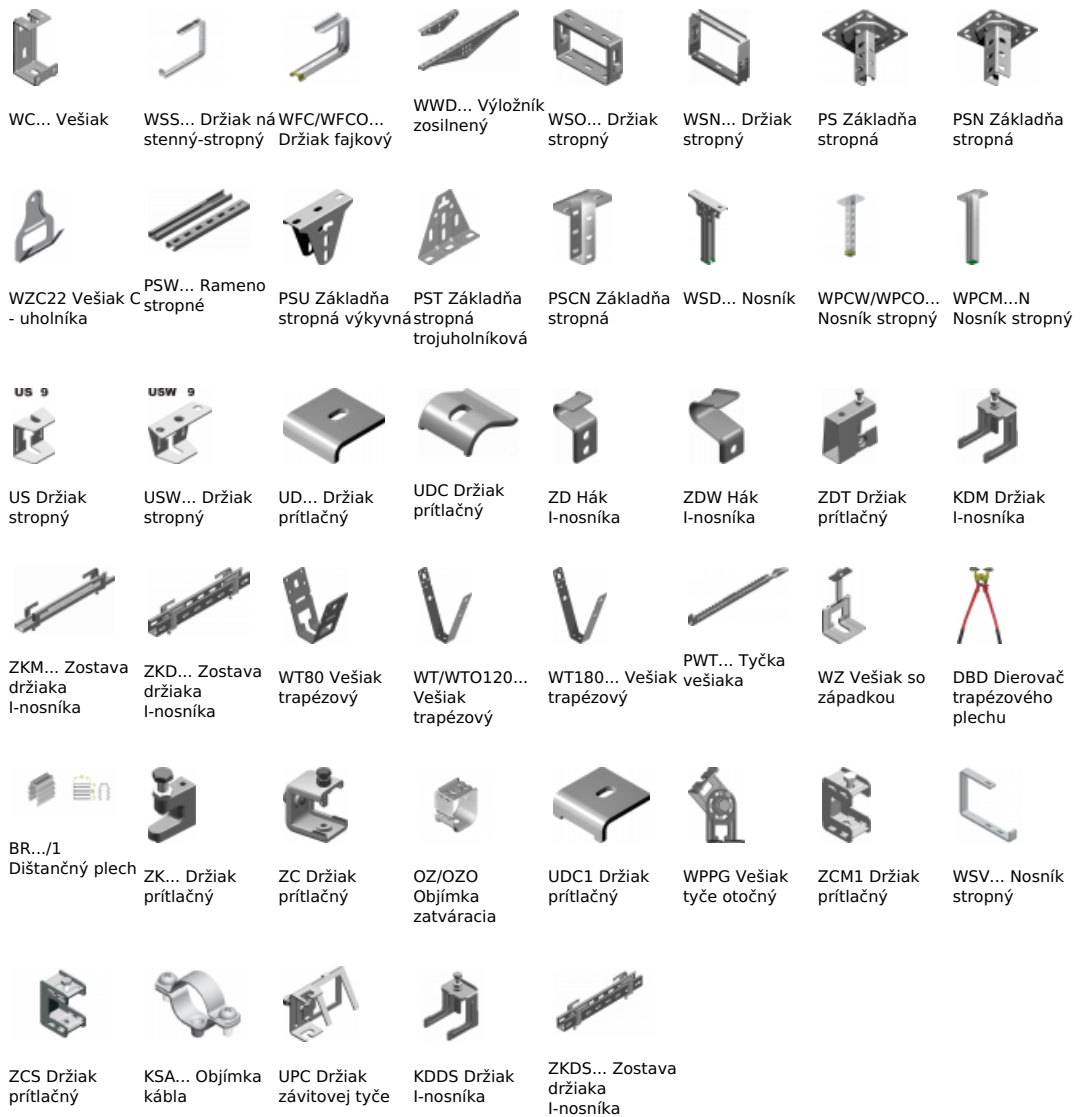 WC... Vešiak
WSS... Držiak ná
stenný-stropný
WFC/WFCO...
Držiak fajkový
WWD... Výložník
zosilnený
WSO... Držiak
stropný
WSN... Držiak
stropný
PS Základňa
stropná
PSN Základňa
stropná
WZC22 Vešiak C
- uholníka
PSW... Rameno
stropné
PSU Základňa
stropná výkyvná
PST Základňa
stropná
trojuholníková
PSCN Základňa
stropná
WSD... Nosník
WPCW/WPCO...
Nosník stropný
WPCM...N
Nosník stropný
US 9
US Držiak
stropný
USW 9
USW... Držiak
stropný
UD... Držiak
prítlačný
UDC Držiak
prítlačný
ZD Hák
I-nosníka
ZDW Hák
I-nosníka
ZDT Držiak
prítlačný
KDM Držiak
I-nosníka
ZKM... Zostava
držiaka
I-nosníka
ZKD... Zostava
držiaka
I-nosníka
WT80 Vešiak
trapézový
WT/WTO120...
Vešiak
trapézový
WT180... Vešiak
trapézový
PWT... Tyčka
vešiaka
WZ Vešiak so
západkou
DBD Dierovač
trapézového
plechu
BR.../1
Dištančný plech
ZK... Držiak
prítlačný
ZC Držiak
prítlačný
OZ/OZO
Objímka
zatváracia
UDC1 Držiak
prítlačný
WPPG Vešiak
tyče otočný
ZCM1 Držiak
prítlačný
WSV... Nosník
stropný
ZCS Držiak
prítlačný
KSA... Objímka
kábla
UPC Držiak
závitovej tyče
KDDS Držiak
I-nosníka
ZKDS... Zostava
držiaka
I-nosníka